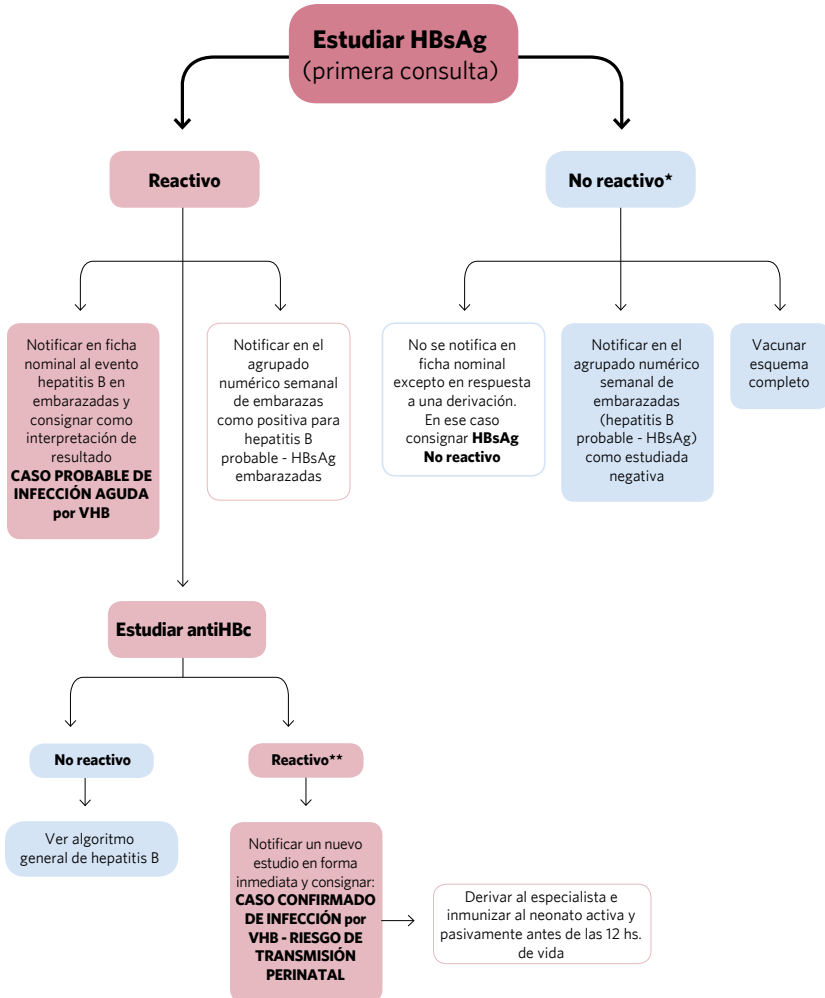 Estudiar HBsAg
(primera consulta)
Reactivo
No reactivo*
Notificar en ficha
nominal al evento
hepatitis B en
embarazadas y
consignar como
interpretación de
resultado
CASO PROBABLE DE
INFECCIÓN AGUDA
por VHB
Notificar en el
agrupado
numérico semanal
de embarazas
como positiva para
hepatitis B
probable - HBsAg
embarazadas
No se notifica en
ficha nominal
excepto en respuesta
a una derivación.
En ese caso
consignar HBsAg
No reactivo
Notificar en el
agrupado numérico
semanal de
embarazadas
(hepatitis B
probable - HBsAg)
como estudiada
negativa
Vacunar
esquema
completo
Estudiar antiHBc
No reactivo
Reactivo**
Ver algoritmo
general de hepatitis B
Notificar un nuevo
estudio en forma
inmediata y consignar:
CASO CONFIRMADO
DE INFECCIÓN por
VHB - RIESGO DE
TRANSMISIÓN
PERINATAL
Derivar al especialista e
inmunizar al neonato activa y
pasivamente antes de las 12 hs.
de vida